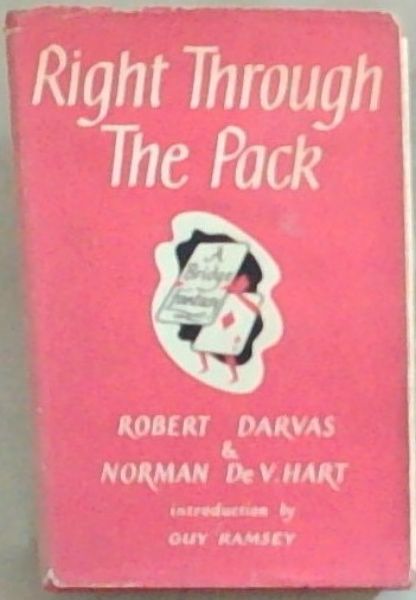 Right Through
The Pack
A
Bridge
Fantasy
ROBERT DARVAS
&
NORMAN De V. HART
introduction by
GUY RAMSEY